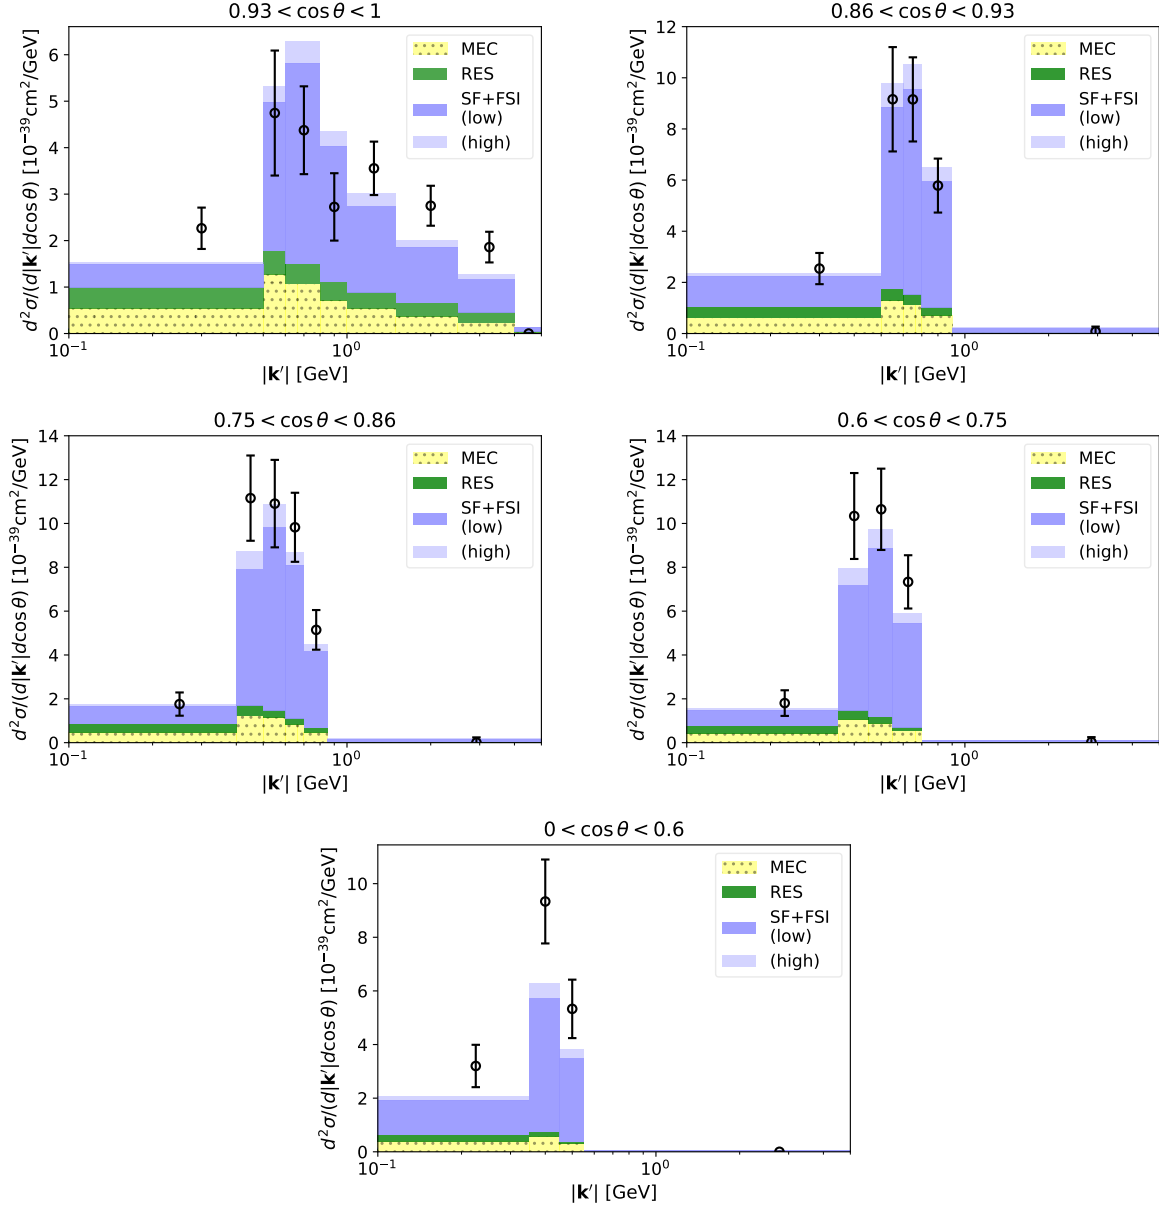 0.93 < cos θ < 1
d²σ/(d|𝐤′|d cos θ) [10⁻³⁹cm²/GeV]
6
5
4
3
2
1
0
MEC
RES
SF+FSI
(low)
(high)
10⁻¹ 10⁰
|𝐤′| [GeV]
0.86 < cos θ < 0.93
d²σ/(d|𝐤′|d cos θ) [10⁻³⁹cm²/GeV]
12
10
8
6
4
2
0
MEC
RES
SF+FSI
(low)
(high)
10⁻¹ 10⁰
|𝐤′| [GeV]
0.75 < cos θ < 0.86
d²σ/(d|𝐤′|d cos θ) [10⁻³⁹cm²/GeV]
14
12
10
8
6
4
2
0
MEC
RES
SF+FSI
(low)
(high)
10⁻¹ 10⁰
|𝐤′| [GeV]
0.6 < cos θ < 0.75
d²σ/(d|𝐤′|d cos θ) [10⁻³⁹cm²/GeV]
14
12
10
8
6
4
2
0
MEC
RES
SF+FSI
(low)
(high)
10⁻¹ 10⁰
|𝐤′| [GeV]
0 < cos θ < 0.6
d²σ/(d|𝐤′|d cos θ) [10⁻³⁹cm²/GeV]
10
8
6
4
2
0
MEC
RES
SF+FSI
(low)
(high)
10⁻¹ 10⁰
|𝐤′| [GeV]